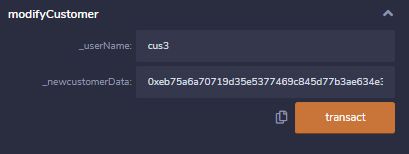 modifyCustomer
_userName: cus3
_newcustomerData: 0xeb75a6a70719d35e5377469c845d77b3ae634e3
transact